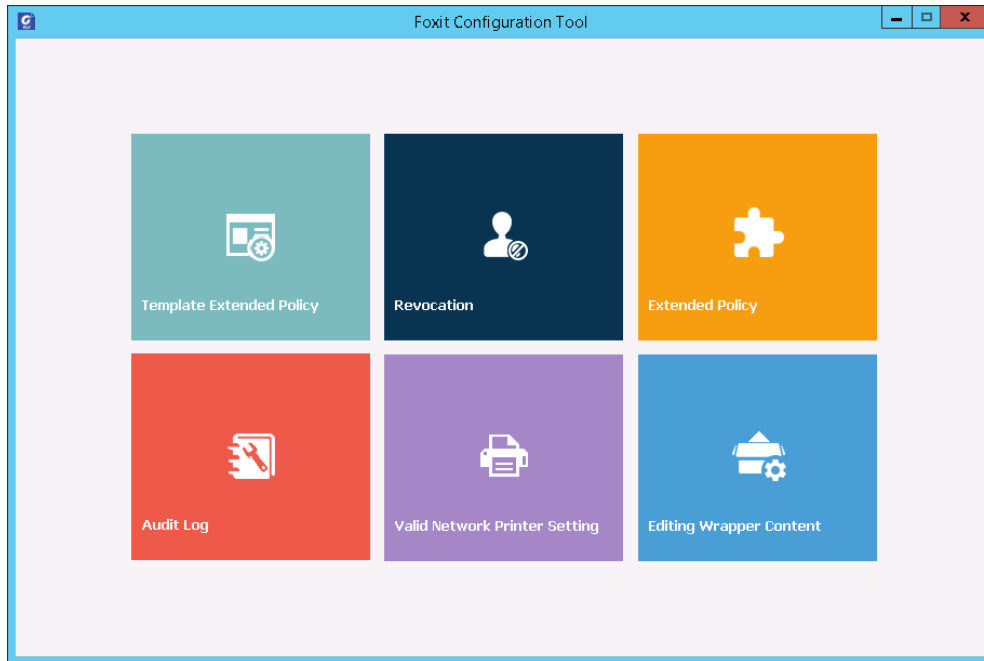 Foxit Configuration Tool
Template Extended Policy
Revocation
Extended Policy
Audit Log
Valid Network Printer Setting
Editing Wrapper Content